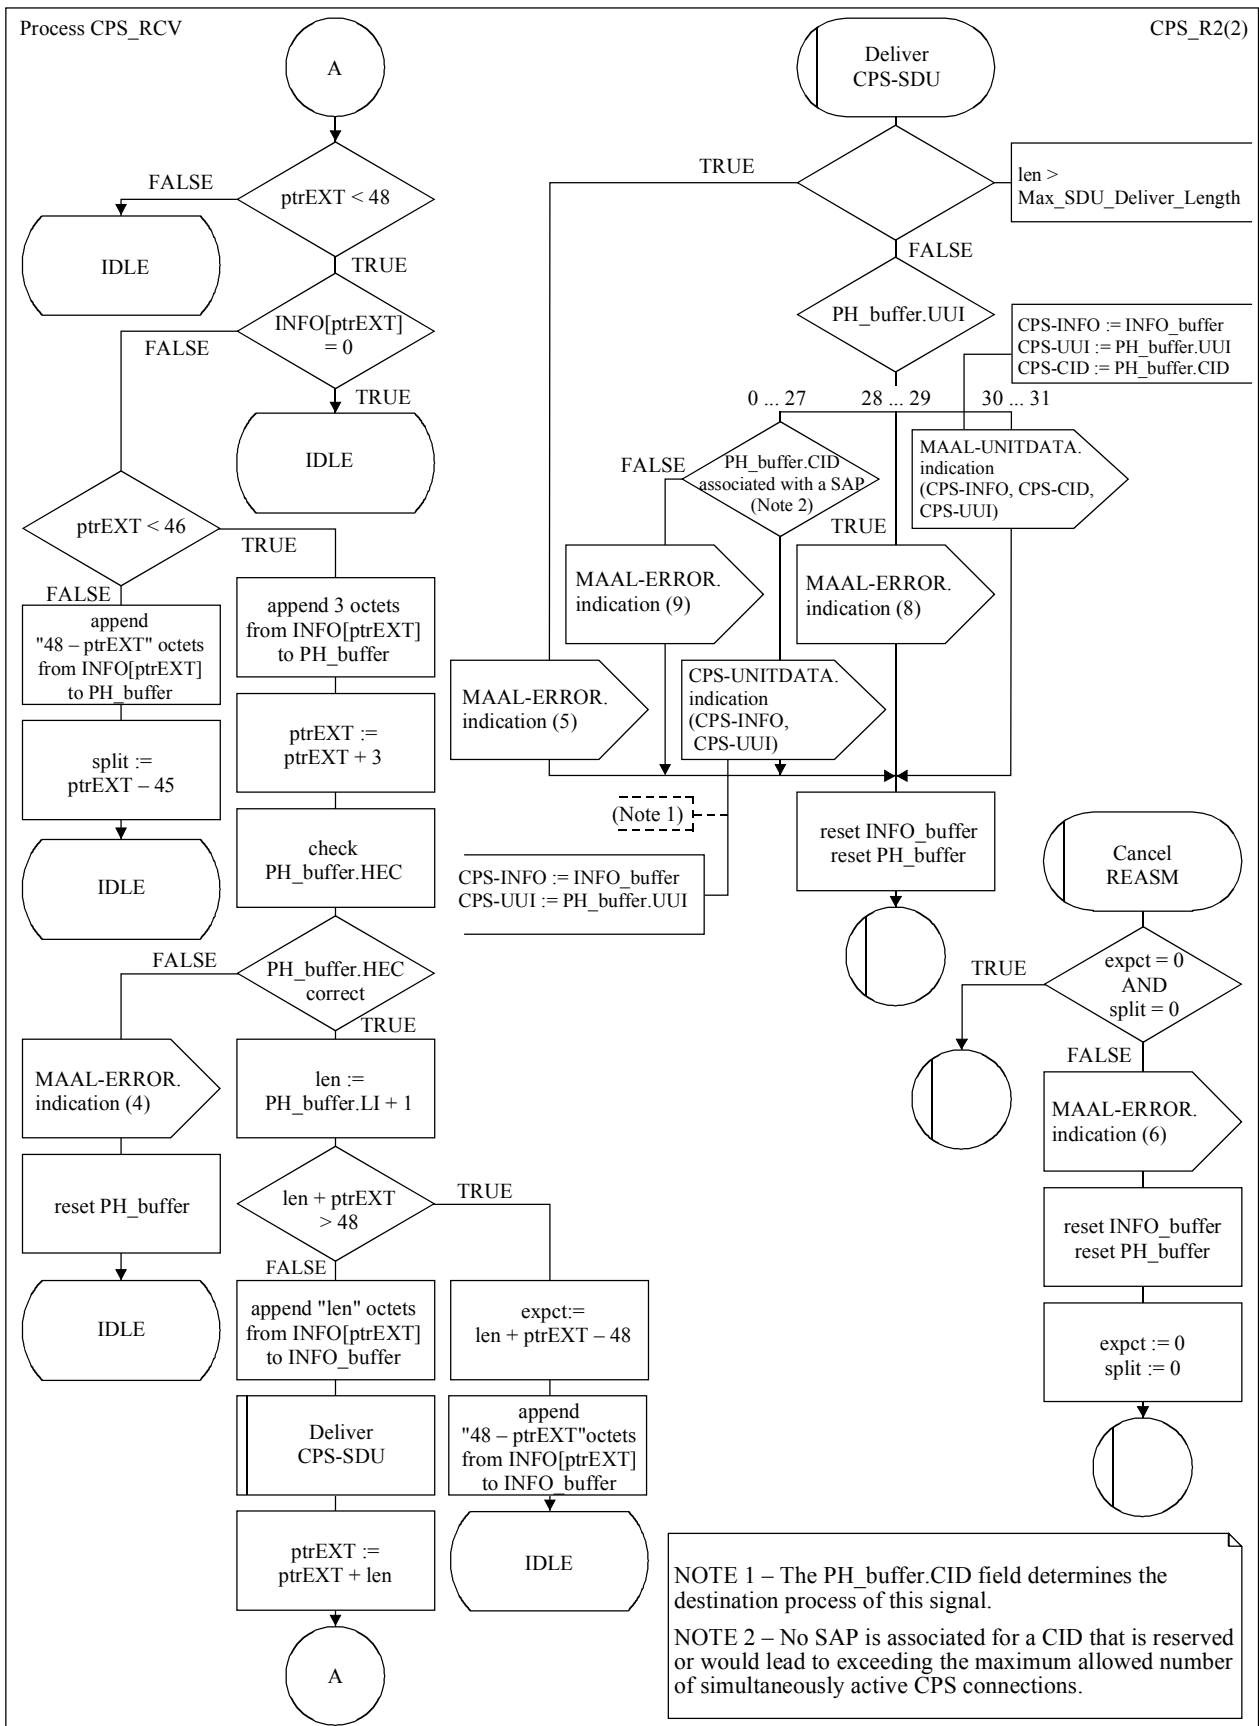 Process CPS_RCV
CPS_R2(2)
A
ptrEXT < 48
FALSE
IDLE
TRUE
INFO[ptrEXT]
= 0
FALSE
TRUE
IDLE
ptrEXT < 46
TRUE
FALSE
append
"48 – ptrEXT" octets
from INFO[ptrEXT]
to PH_buffer
split :=
ptrEXT – 45
IDLE
append 3 octets
from INFO[ptrEXT]
to PH_buffer
ptrEXT :=
ptrEXT + 3
check
PH_buffer.HEC
PH_buffer.HEC
correct
FALSE
TRUE
MAAL-ERROR.
indication (4)
reset PH_buffer
IDLE
len :=
PH_buffer.LI + 1
len + ptrEXT
> 48
TRUE
FALSE
append "len" octets
from INFO[ptrEXT]
to INFO_buffer
Deliver
CPS-SDU
ptrEXT :=
ptrEXT + len
A
expct:=
len + ptrEXT – 48
append
"48 – ptrEXT"octets
from INFO[ptrEXT]
to INFO_buffer
IDLE
Deliver
CPS-SDU
TRUE
len >
Max_SDU_Deliver_Length
FALSE
PH_buffer.UUI
CPS-INFO := INFO_buffer
CPS-UUI := PH_buffer.UUI
CPS-CID := PH_buffer.CID
0 ... 27
28 ... 29
30 ... 31
FALSE
PH_buffer.CID
associated with a SAP
(Note 2)
TRUE
MAAL-UNITDATA.
indication
(CPS-INFO, CPS-CID,
CPS-UUI)
MAAL-ERROR.
indication (9)
MAAL-ERROR.
indication (8)
MAAL-ERROR.
indication (5)
CPS-UNITDATA.
indication
(CPS-INFO,
CPS-UUI)
(Note 1)
CPS-INFO := INFO_buffer
CPS-UUI := PH_buffer.UUI
reset INFO_buffer
reset PH_buffer
Cancel
REASM
expct = 0
AND
split = 0
TRUE
FALSE
MAAL-ERROR.
indication (6)
reset INFO_buffer
reset PH_buffer
expct := 0
split := 0
NOTE 1 – The PH_buffer.CID field determines the
destination process of this signal.
NOTE 2 – No SAP is associated for a CID that is reserved
or would lead to exceeding the maximum allowed number
of simultaneously active CPS connections.